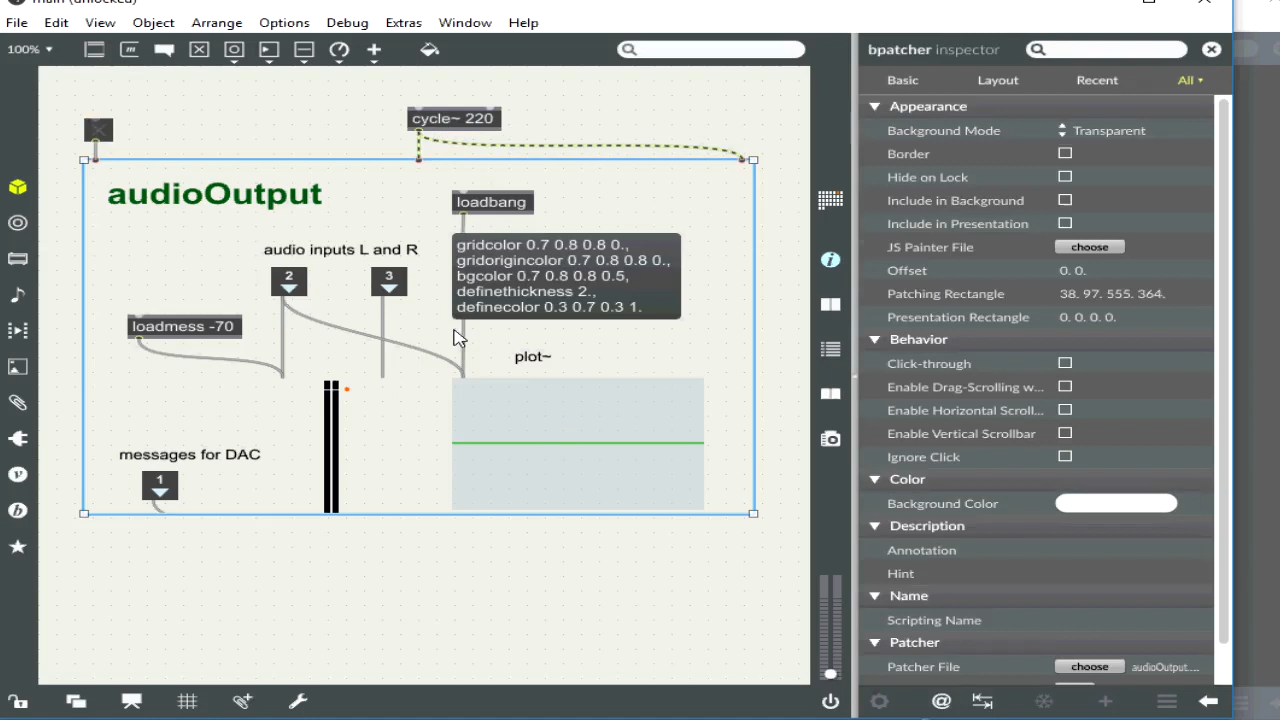 main (unlocked)
File Edit View Object Arrange Options Debug Extras Window Help
100%
cycle~ 220
audioOutput
loadbang
audio inputs L and R
gridcolor 0.7 0.8 0.8 0.,
gridorigincolor 0.7 0.8 0.8 0.,
bgcolor 0.7 0.8 0.8 0.5,
definethickness 2.,
definecolor 0.3 0.7 0.3 1.
2
3
loadmess -70
plot~
messages for DAC
1
bpatcher inspector
Basic Layout Recent All
Appearance
Background Mode Transparent
Border
Hide on Lock
Include in Background
Include in Presentation
JS Painter File choose
Offset 0. 0.
Patching Rectangle 38. 97. 555. 364.
Presentation Rectangle 0. 0. 0. 0.
Behavior
Click-through
Enable Drag-Scrolling w...
Enable Horizontal Scroll...
Enable Vertical Scrollbar
Ignore Click
Color
Background Color
Description
Annotation
Hint
Name
Scripting Name
Patcher
Patcher File choose audioOutput....